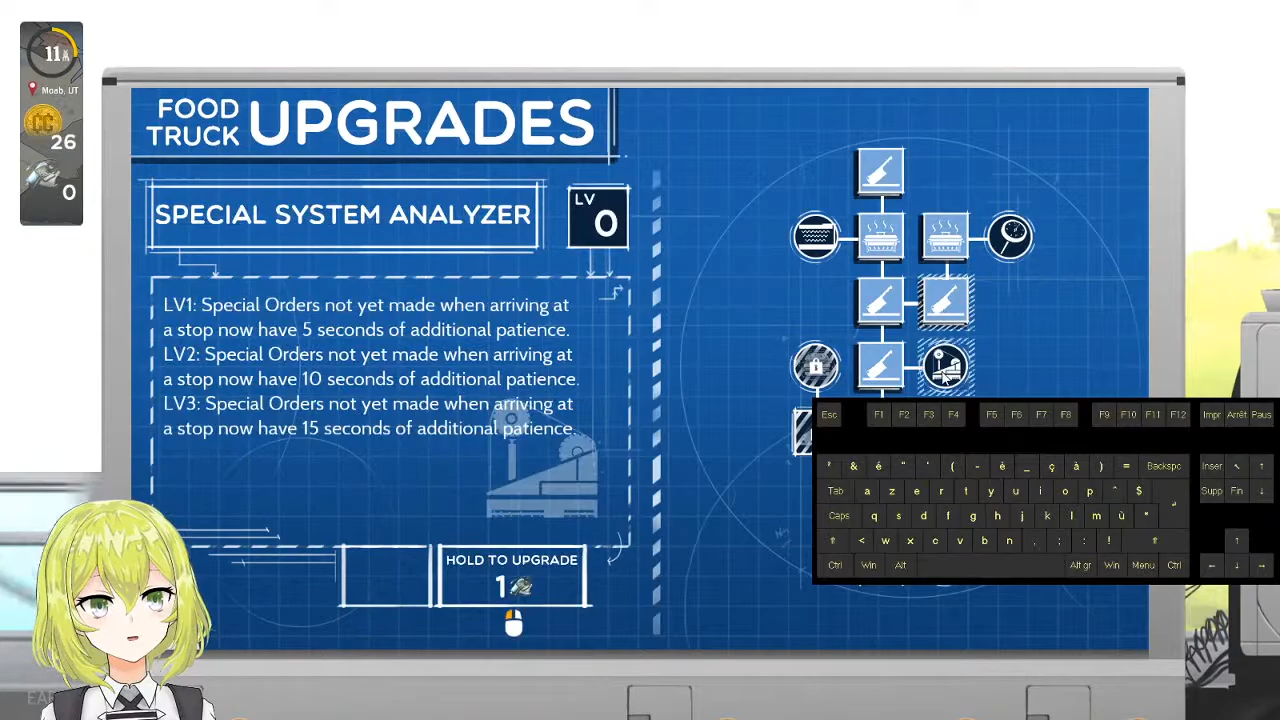 11
Moab, UT
CC
26
0
FOOD
TRUCK
UPGRADES
SPECIAL SYSTEM ANALYZER
LV
0
LV1: Special Orders not yet made when arriving at
a stop now have 5 seconds of additional patience.
LV2: Special Orders not yet made when arriving at
a stop now have 10 seconds of additional patience.
LV3: Special Orders not yet made when arriving at
a stop now have 15 seconds of additional patience.
HOLD TO UPGRADE
1
Esc F1 F2 F3 F4 F5 F6 F7 F8 F9 F10 F11 F12 Impr Arrêt Paus
² & é " ' ( - è _ ç à ) = Backspc Inser ↖ ↑
Tab a z e r t y u i o p ^ $ Supp Fin ↓
Caps q s d f g h j k l m ù * ↲
⇑ < w x c v b n , ; : ! ⇑ ↑
Ctrl Win Alt Alt gr Win Menu Ctrl ← ↓ →